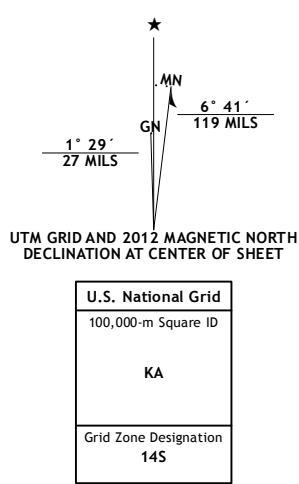 ★
MN
GN
6° 41´
119 MILS
1° 29´
27 MILS
UTM GRID AND 2012 MAGNETIC NORTH
DECLINATION AT CENTER OF SHEET
U.S. National Grid
100,000-m Square ID
KA
Grid Zone Designation
14S